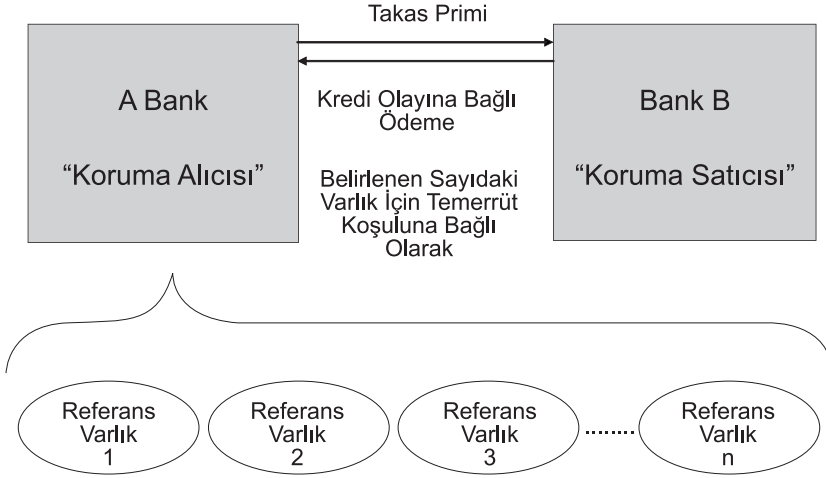 Takas Primi
A Bank
“Koruma Alıcısı”
Kredi Olayına Bağlı
Ödeme
Belirlenen Sayıdaki
Varlık İçin Temerrüt
Koşuluna Bağlı
Olarak
Bank B
“Koruma Satıcısı”
Referans
Varlık
1
Referans
Varlık
2
Referans
Varlık
3
........
Referans
Varlık
n